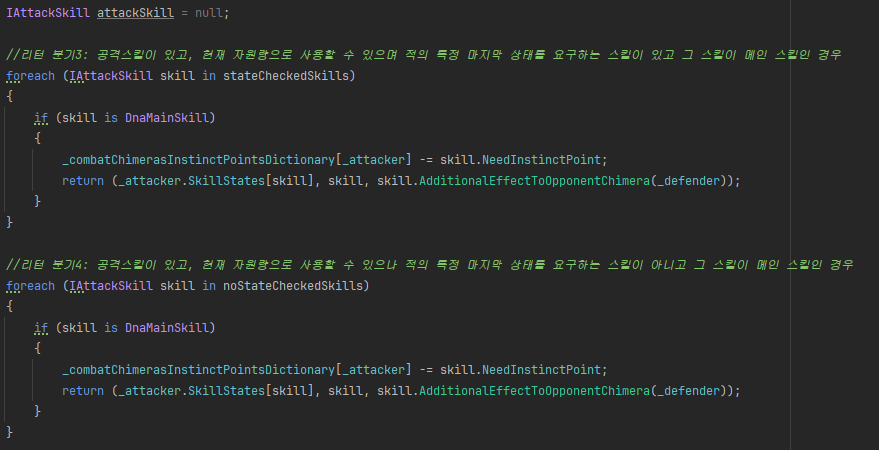 IAttackSkill attackSkill = null;
//리턴 분기3: 공격스킬이 있고, 현재 자원량으로 사용할 수 있으며 적의 특정 마지막 상태를 요구하는 스킬이 있고 그 스킬이 메인 스킬인 경우
foreach (IAttackSkill skill in stateCheckedSkills)
{
if (skill is DnaMainSkill)
{
_combatChimerasInstinctPointsDictionary[_attacker] -= skill.NeedInstinctPoint;
return (_attacker.SkillStates[skill], skill, skill.AdditionalEffectToOpponentChimera(_defender));
}
}
//리턴 분기4: 공격스킬이 있고, 현재 자원량으로 사용할 수 있으나 적의 특정 마지막 상태를 요구하는 스킬이 아니고 그 스킬이 메인 스킬인 경우
foreach (IAttackSkill skill in noStateCheckedSkills)
{
if (skill is DnaMainSkill)
{
_combatChimerasInstinctPointsDictionary[_attacker] -= skill.NeedInstinctPoint;
return (_attacker.SkillStates[skill], skill, skill.AdditionalEffectToOpponentChimera(_defender));
}
}